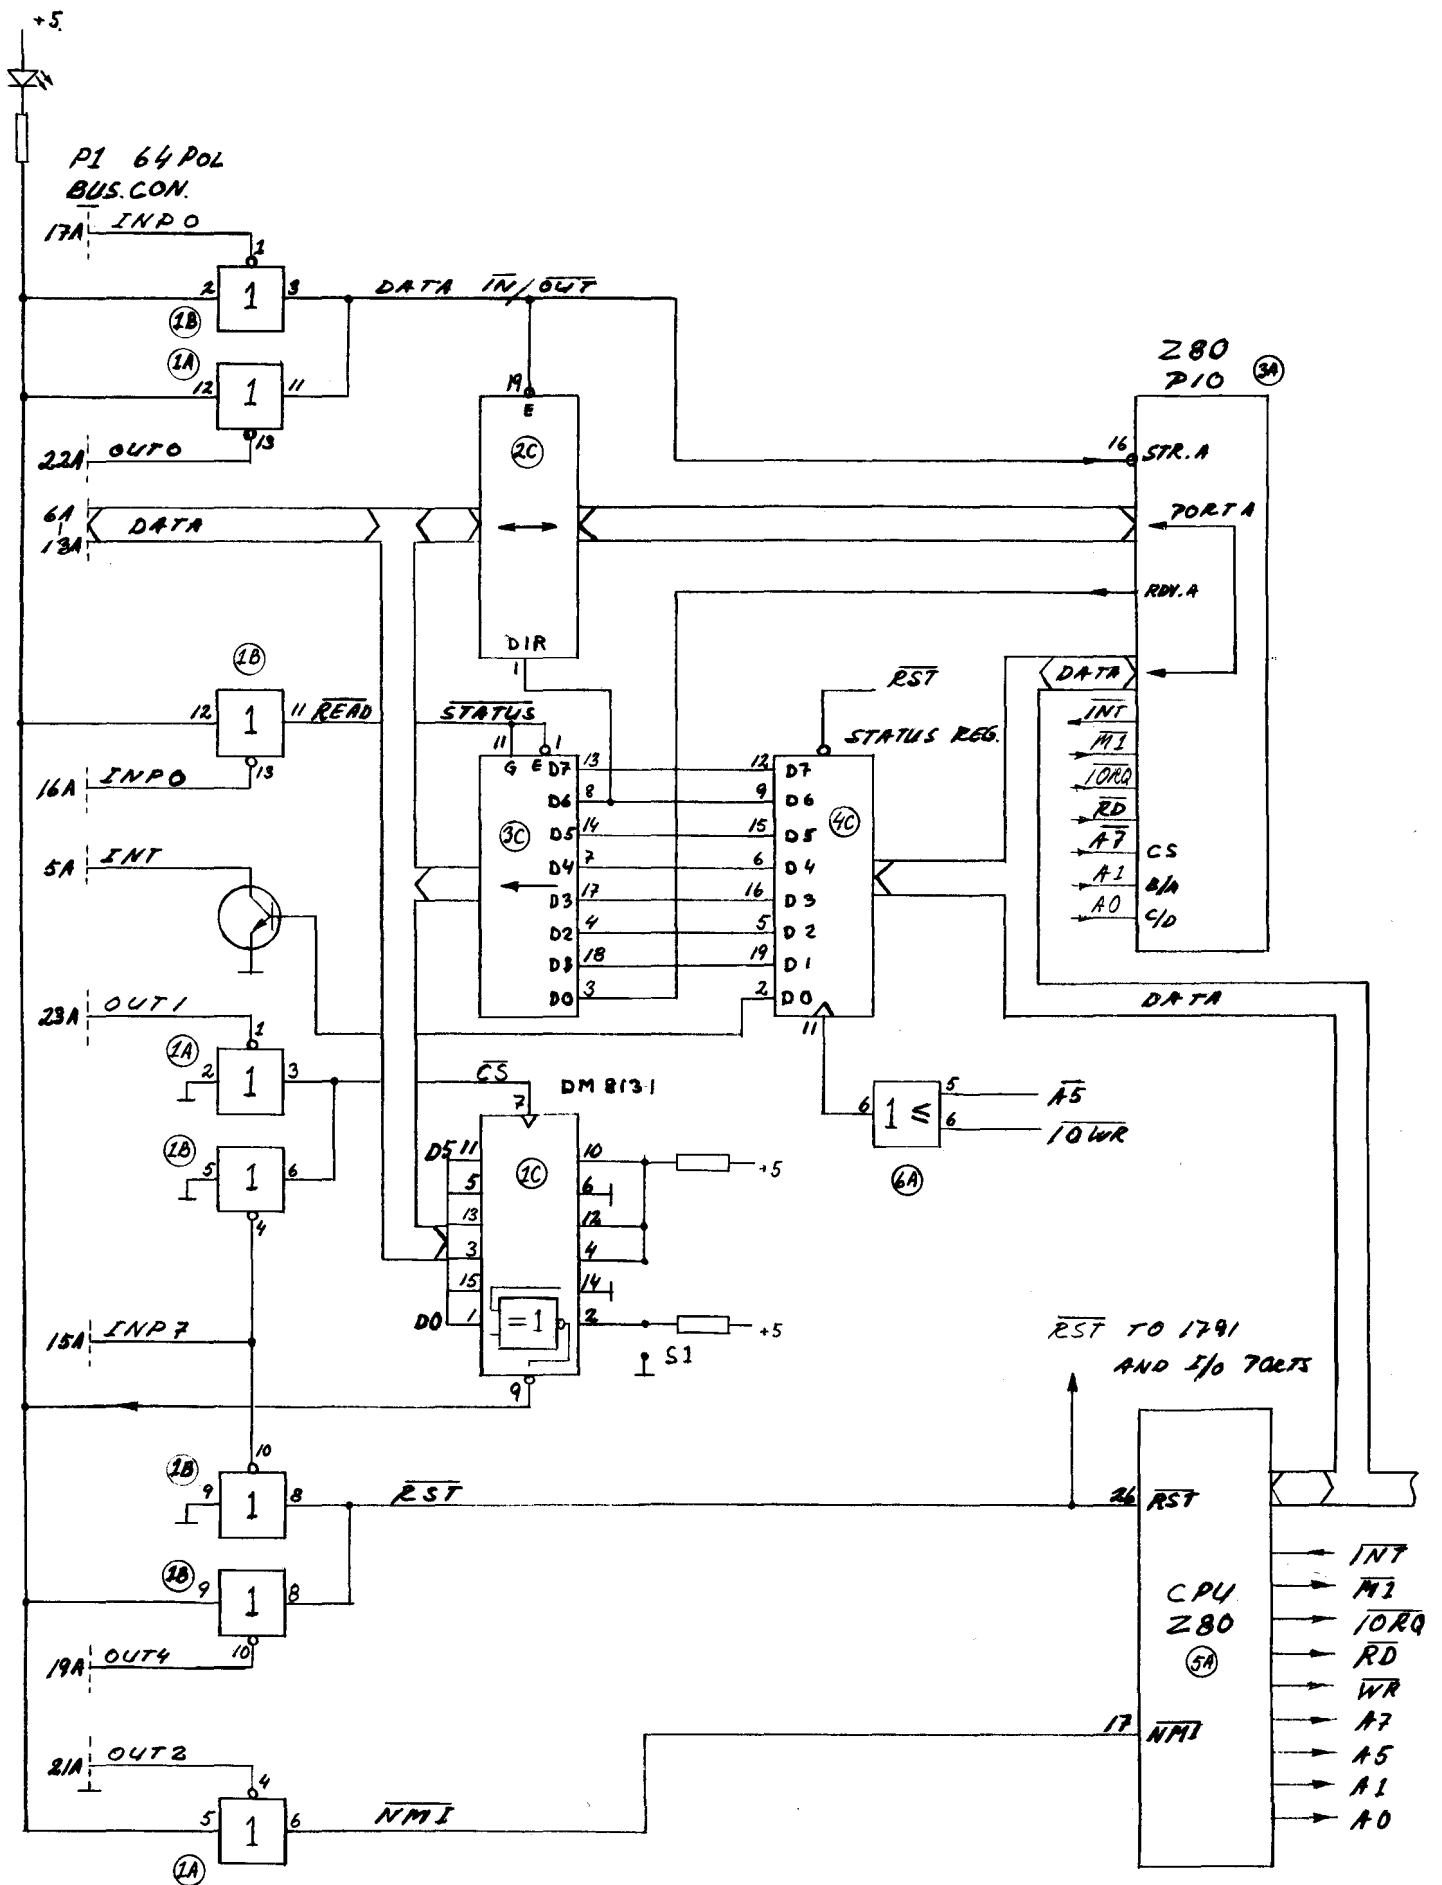 +5.
P1 64 POL
BUS.CON.
17A INP0
1
2 1 3
1B
DATA IN/OUT
1A
12 1 11
13
22A OUT0
19
E
2C
DIR
1
Z80
PIO 3A
16 STR.A
PORT A
RDY.A
DATA
INT
M1
IORQ
RD
A7 CS
A1 B/A
A0 C/D
6A
13A
DATA
1B
12 1 11 READ
13
16A INP0
STATUS
11 1
G E
3C
D7 13
D6 8
D5 14
D4 7
D3 17
D2 4
D8 18
D0 3
RST
STATUS REG.
4C
12 D7
9 D6
15 D5
6 D4
16 D3
5 D2
19 D1
2 D0
11
DATA
5A INT
23A OUT1
1
1A
2 1 3
1B
5 1 6
4
CS
7
DM 8131
1C
D5 11
5
13
3
15
D0 1
10
6
12
4
14
2
=1
9
+5
+5
S1
6 1 ≤ 5 A5
6 IOWR
6A
15A INP7
RST TO 1791
AND I/O PORTS
10
1B
9 1 8
RST
1B
9 1 8
10
19A OUT4
26 RST
CPU
Z80
5A
17 NMI
INT
M1
IORQ
RD
WR
A7
A5
A1
A0
21A OUT2
4
5 1 6
NMI
1A